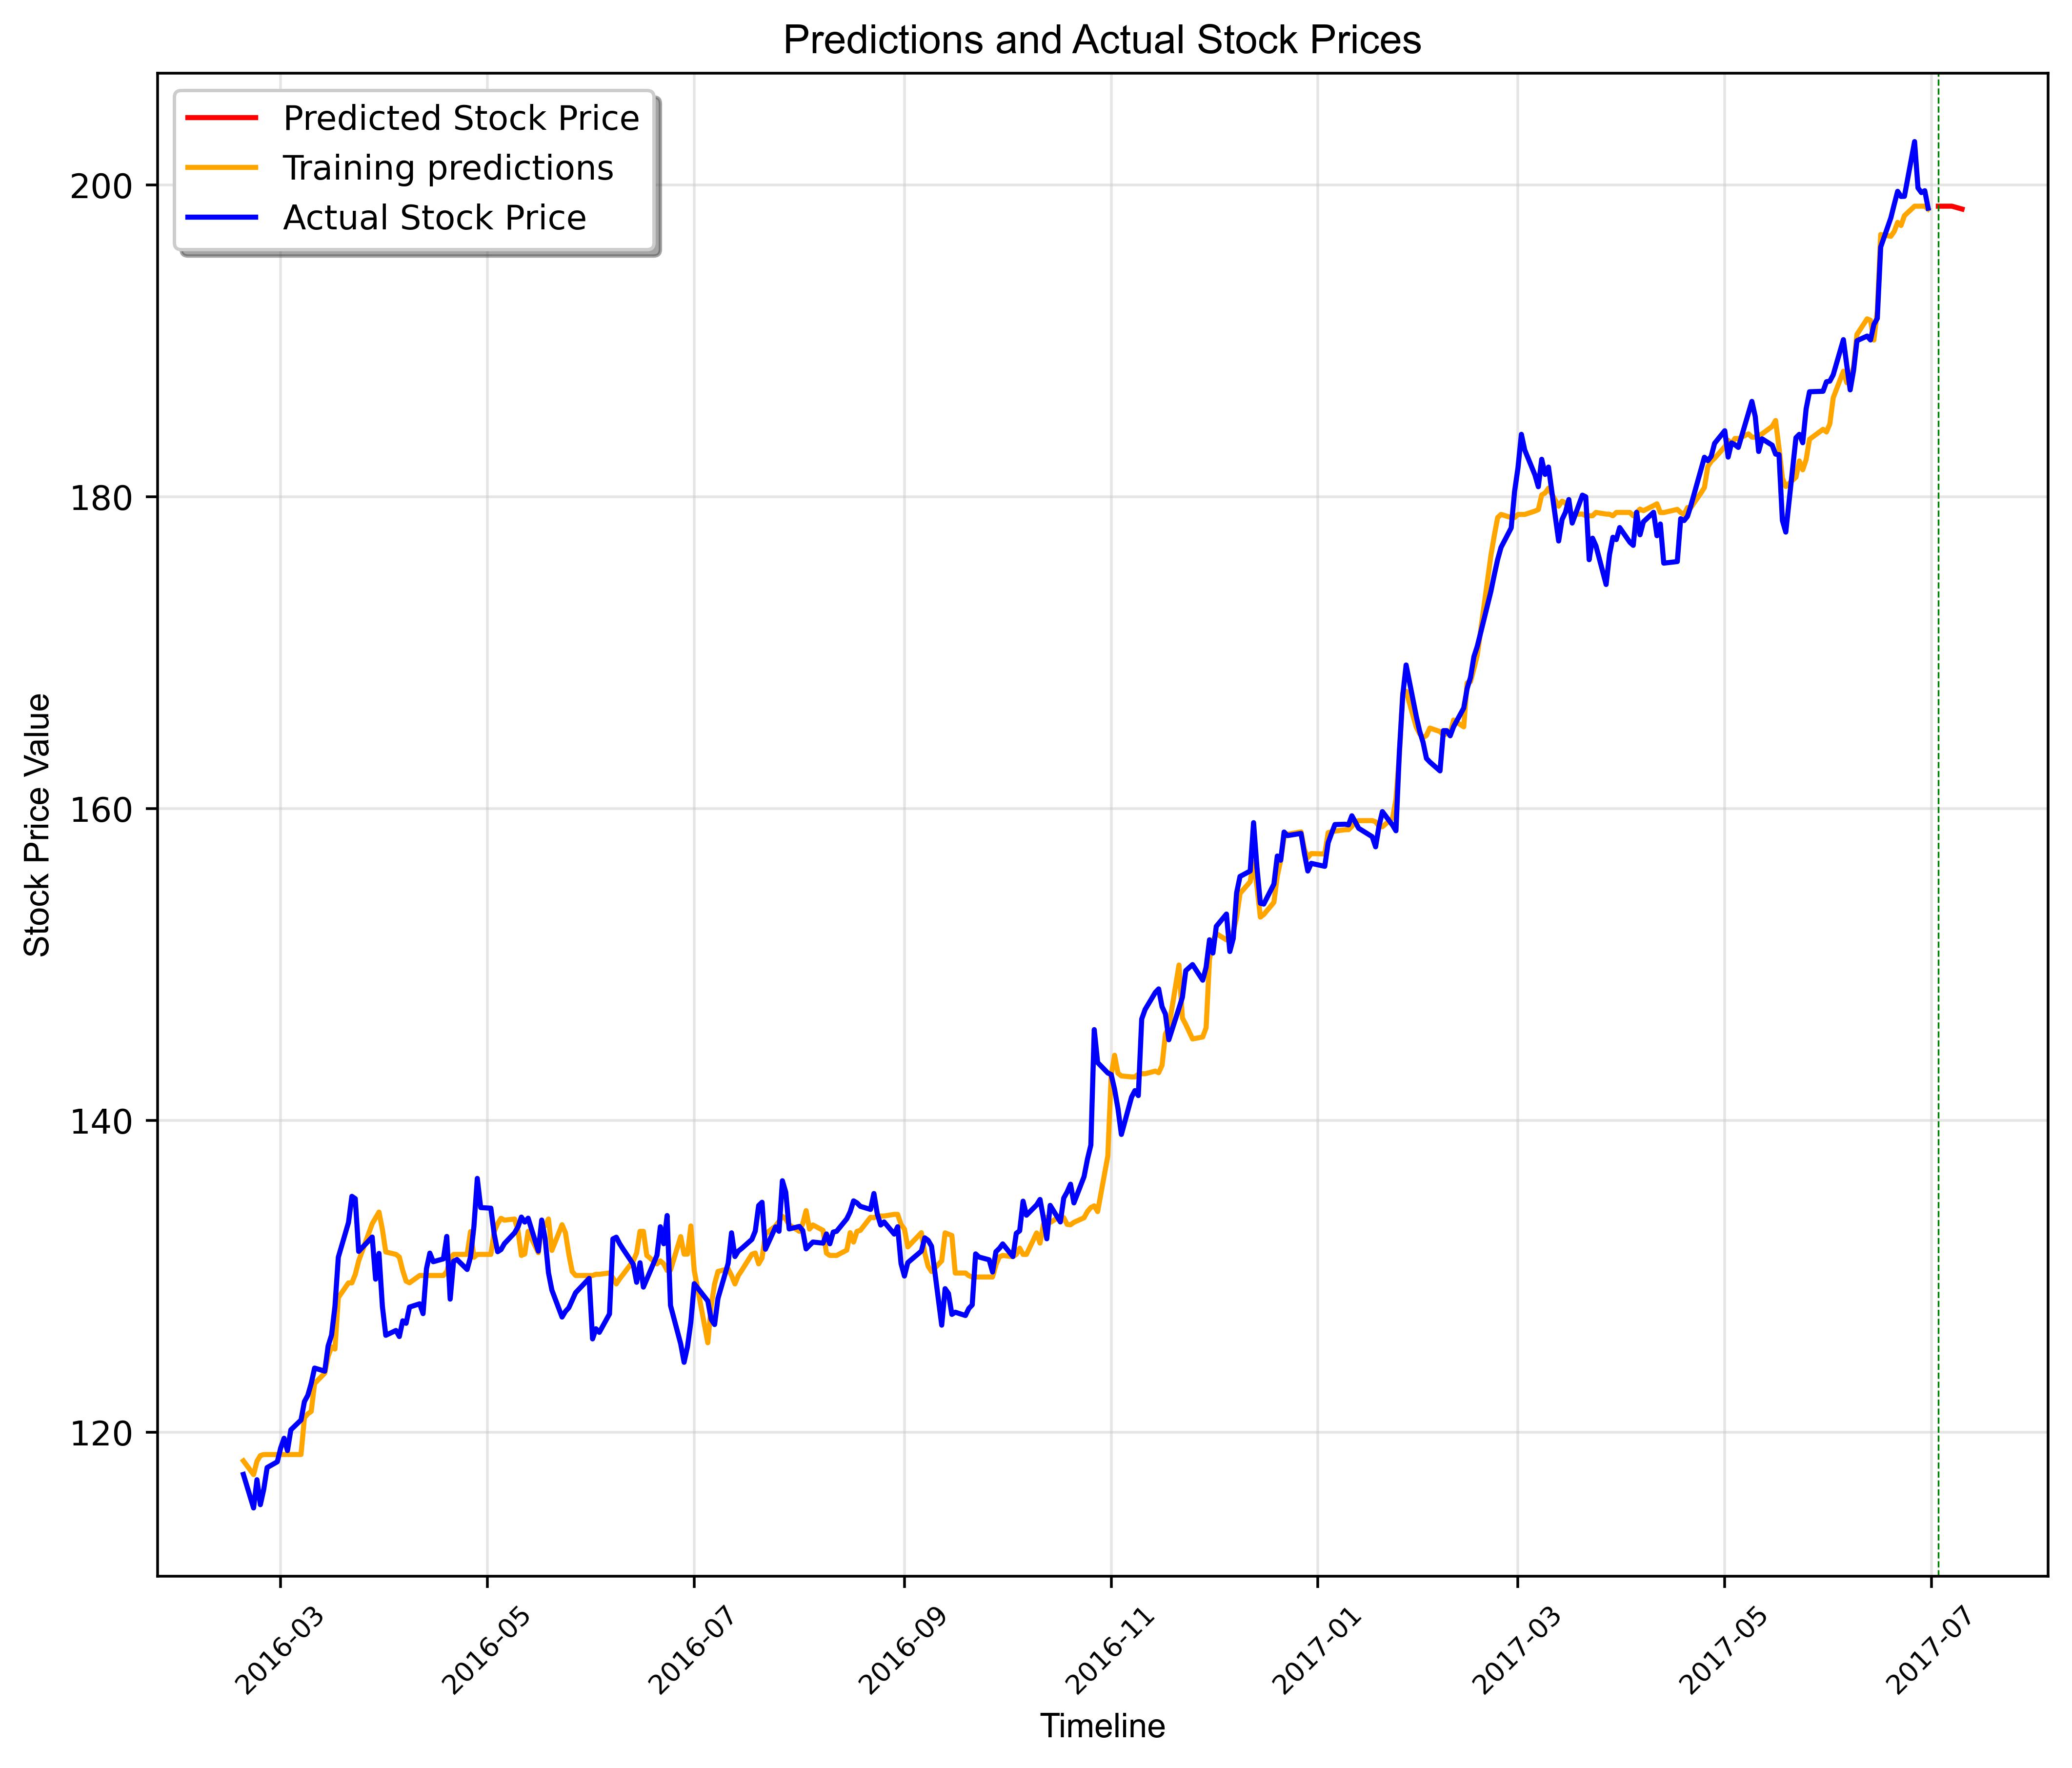 Predictions and Actual Stock Prices
Predicted Stock Price
Training predictions
Actual Stock Price
200
180
160
140
120
Stock Price Value
2016-03
2016-05
2016-07
2016-09
2016-11
2017-01
2017-03
2017-05
2017-07
Timeline